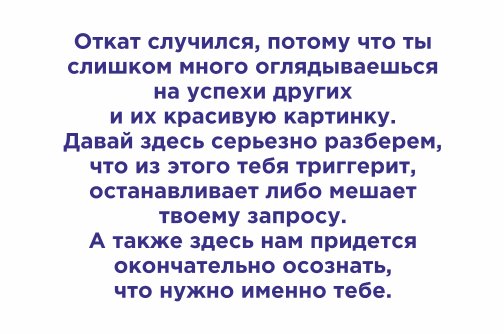 Откат случился, потому что ты
слишком много оглядываешься
на успехи других
и их красивую картинку.
Давай здесь серьезно разберем,
что из этого тебя триггерит,
останавливает либо мешает
твоему запросу.
А также здесь нам придется
окончательно осознать,
что нужно именно тебе.